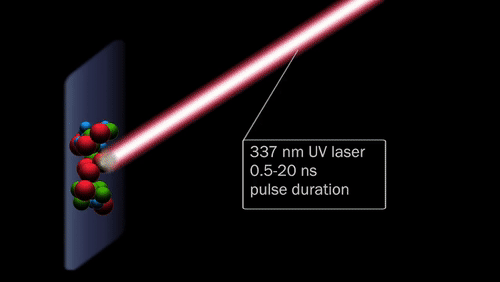 337 nm UV laser
0.5-20 ns
pulse duration